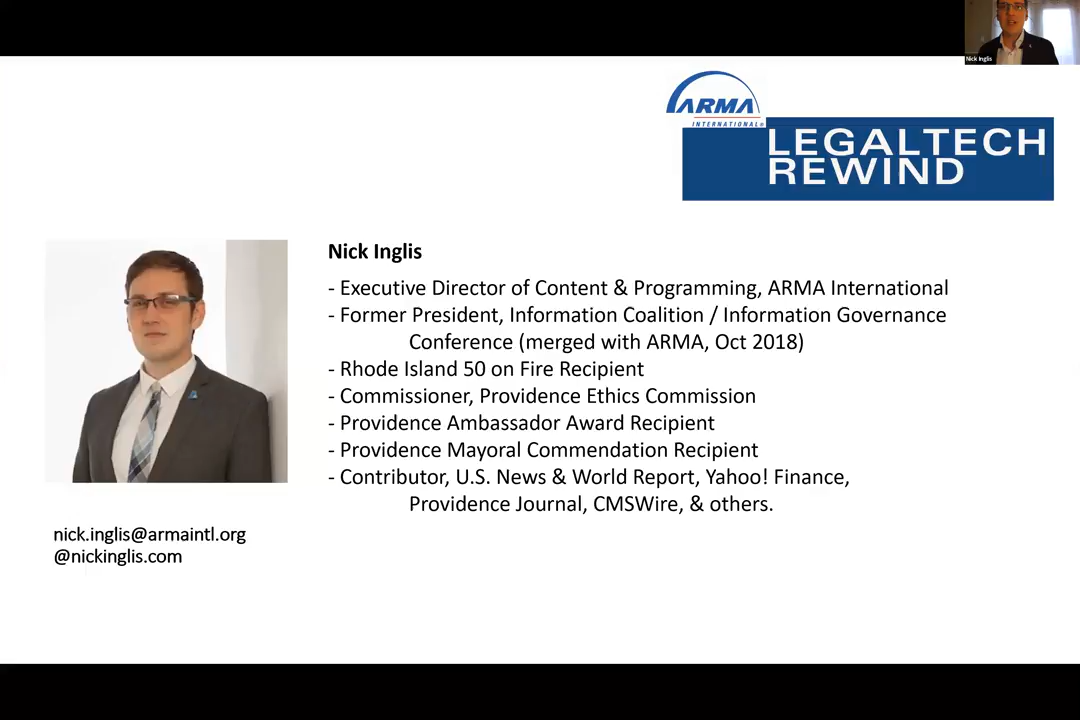 Nick Inglis
ARMA
INTERNATIONAL®
LEGALTECH
REWIND
Nick Inglis
- Executive Director of Content & Programming, ARMA International
- Former President, Information Coalition / Information Governance
Conference (merged with ARMA, Oct 2018)
- Rhode Island 50 on Fire Recipient
- Commissioner, Providence Ethics Commission
- Providence Ambassador Award Recipient
- Providence Mayoral Commendation Recipient
- Contributor, U.S. News & World Report, Yahoo! Finance,
Providence Journal, CMSWire, & others.
nick.inglis@armaintl.org
@nickinglis.com